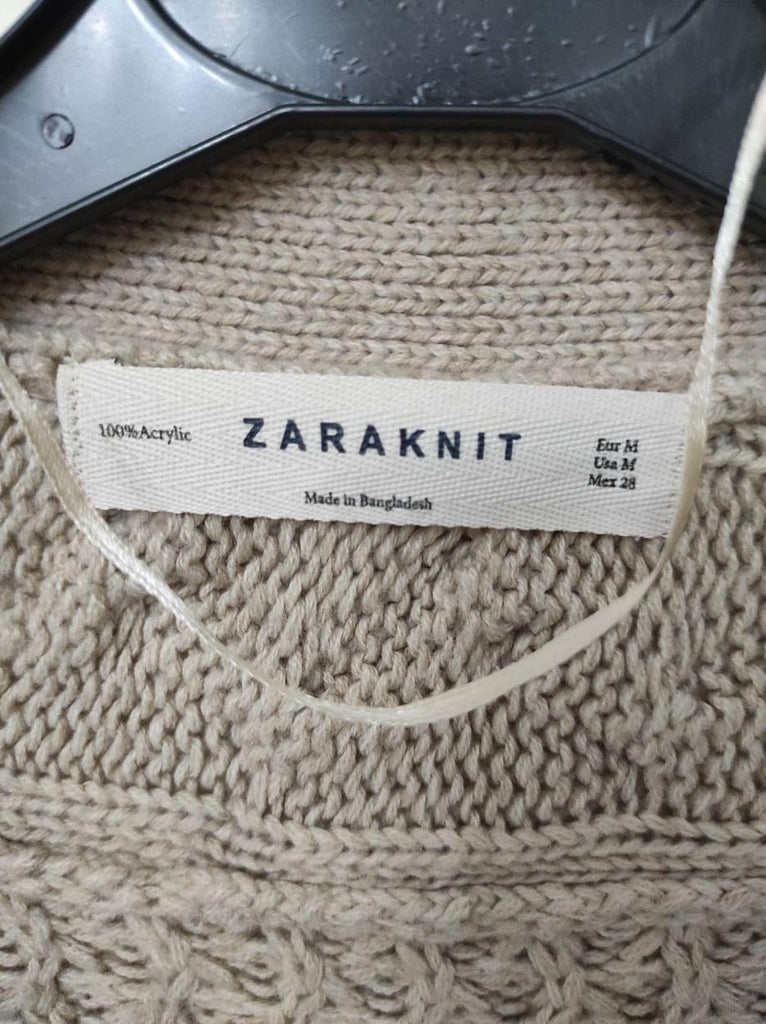 100%Acrylic
ZARAKNIT
Eur M
Usa M
Mex 28
Made in Bangladesh